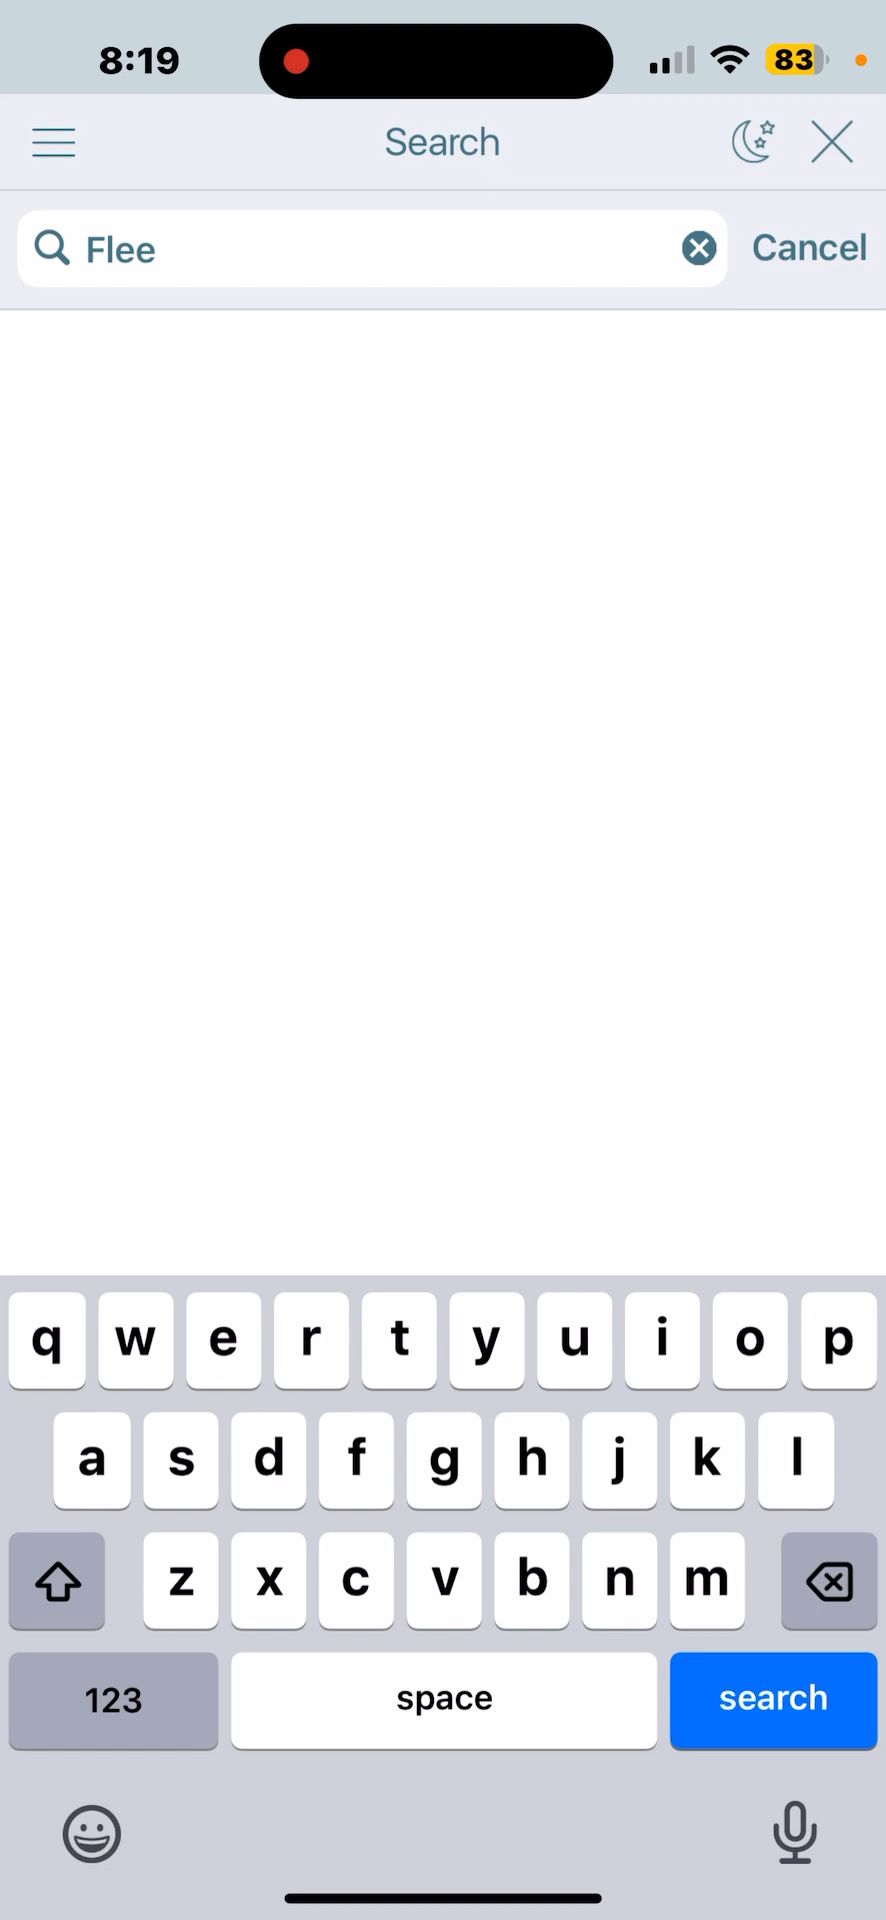 8:19
83
Search
Flee
Cancel
q w e r t y u i o p
a s d f g h j k l
z x c v b n m
123 space search